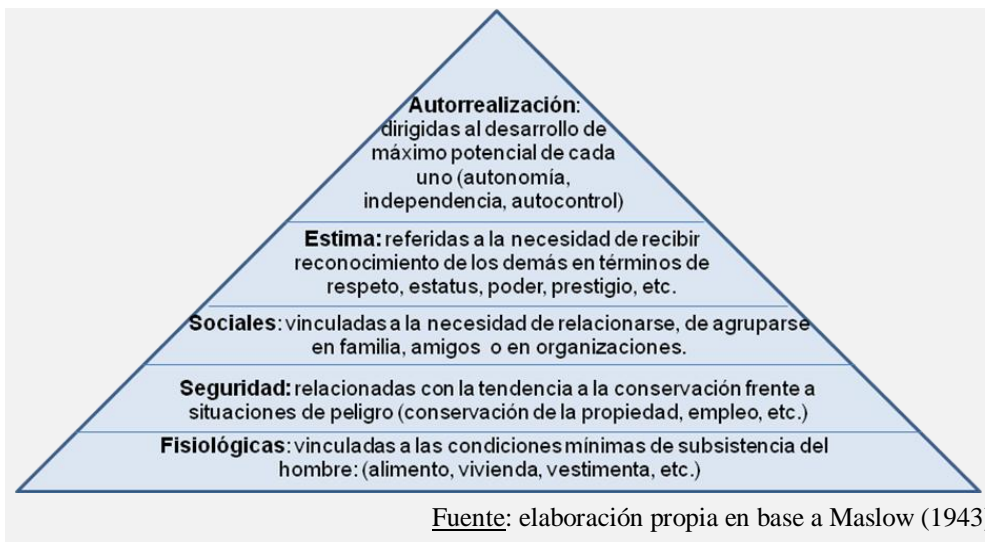 Autorrealización:
dirigidas al desarrollo de
máximo potencial de cada
uno (autonomía,
independencia, autocontrol)
Estima: referidas a la necesidad de recibir
reconocimiento de los demás en términos de
respeto, estatus, poder, prestigio, etc.
Sociales: vinculadas a la necesidad de relacionarse, de agruparse
en familia, amigos o en organizaciones.
Seguridad: relacionadas con la tendencia a la conservación frente a
situaciones de peligro (conservación de la propiedad, empleo, etc.)
Fisiológicas: vinculadas a las condiciones mínimas de subsistencia del
hombre: (alimento, vivienda, vestimenta, etc.)
Fuente: elaboración propia en base a Maslow (1943)